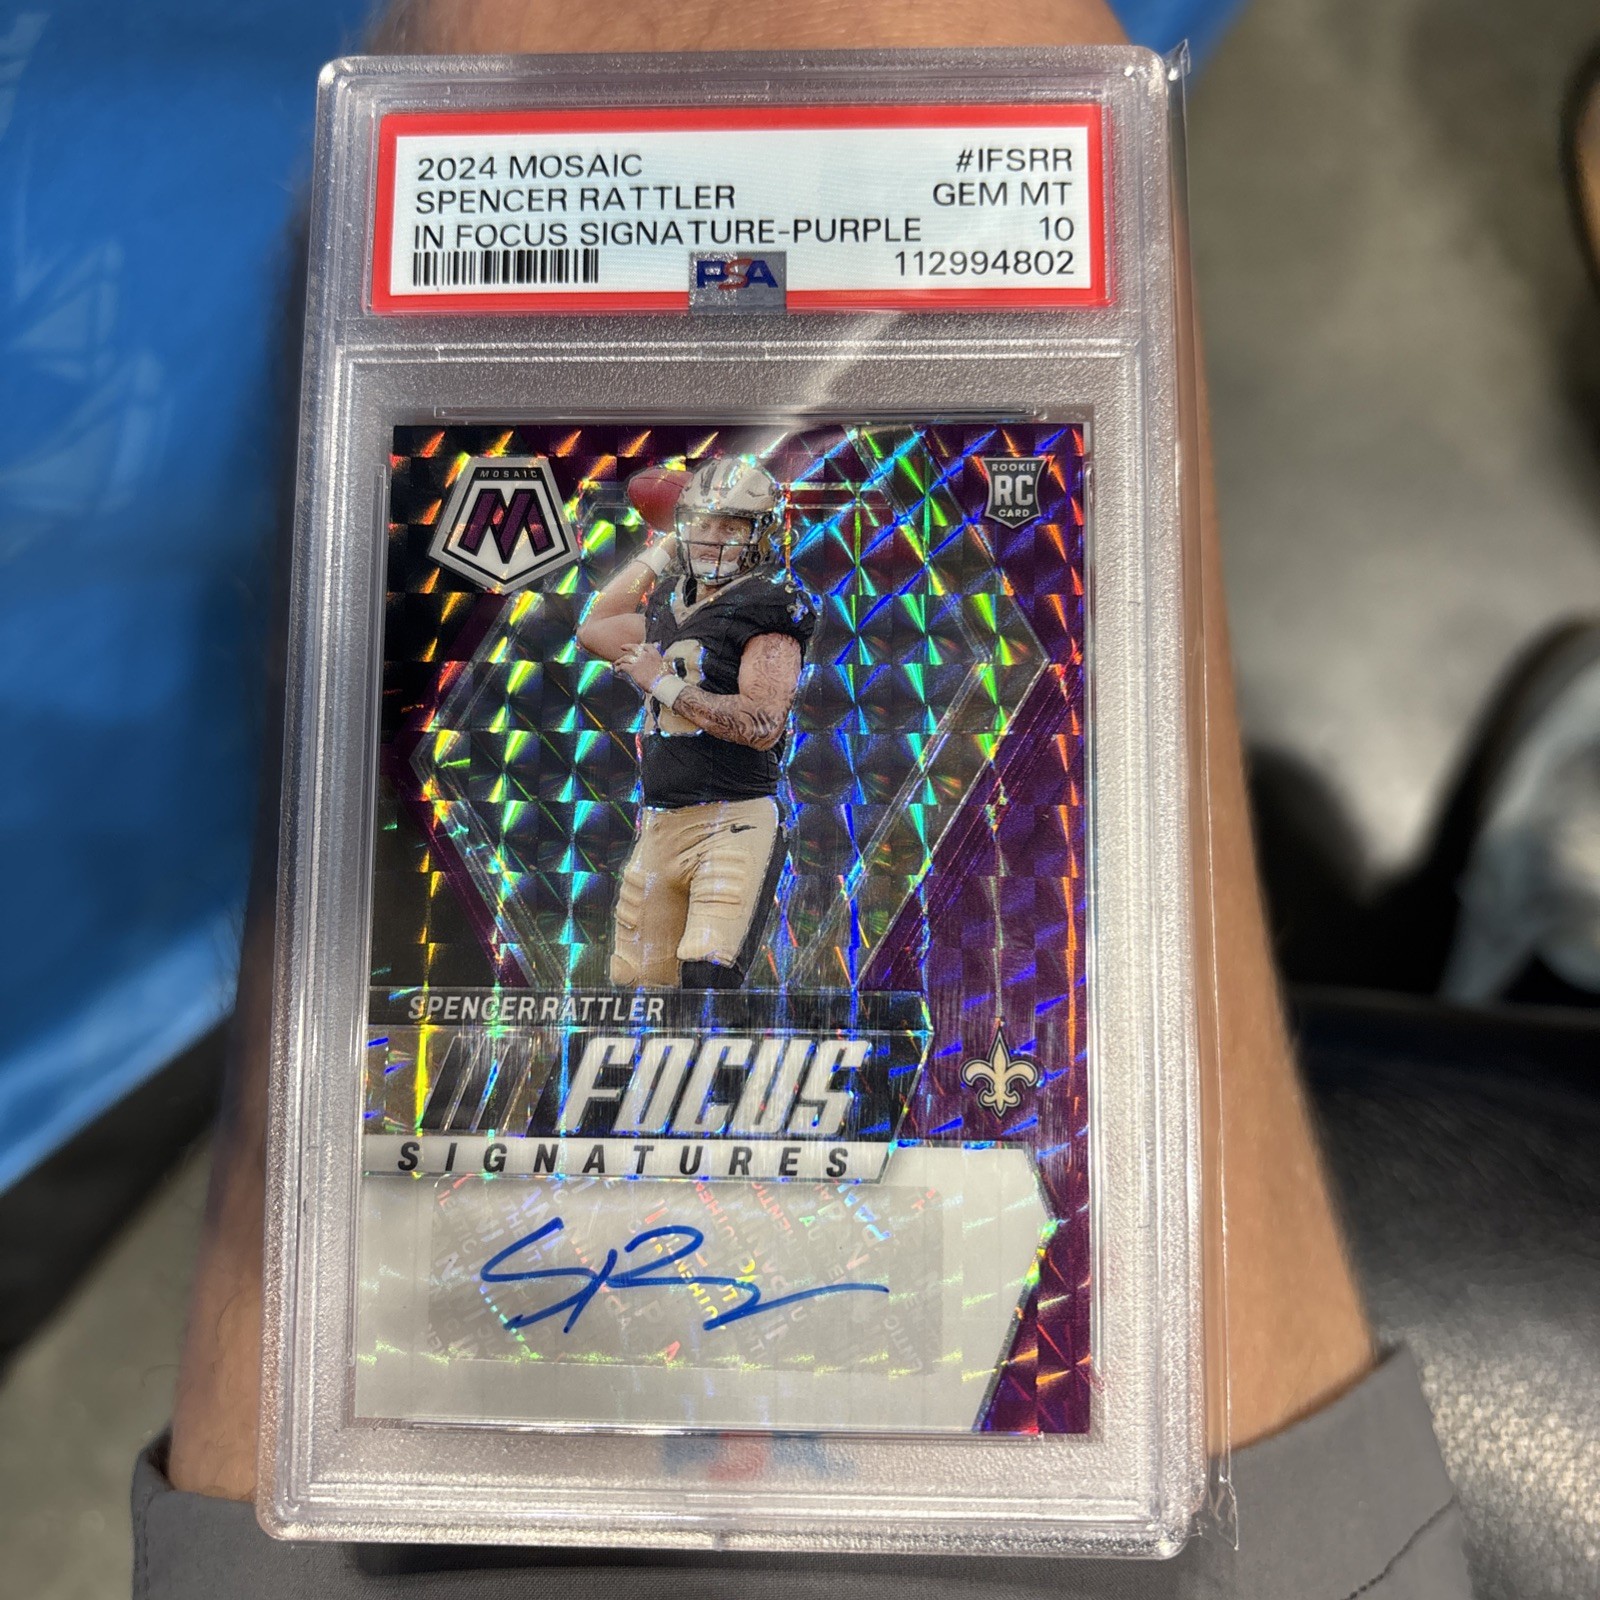 2024 MOSAIC #IFSRR
SPENCER RATTLER GEM MT
IN FOCUS SIGNATURE-PURPLE 10
112994802
PSA
MOSAIC
M
ROOKIE
RC
CARD
SPENCER RATTLER
IN FOCUS
SIGNATURES